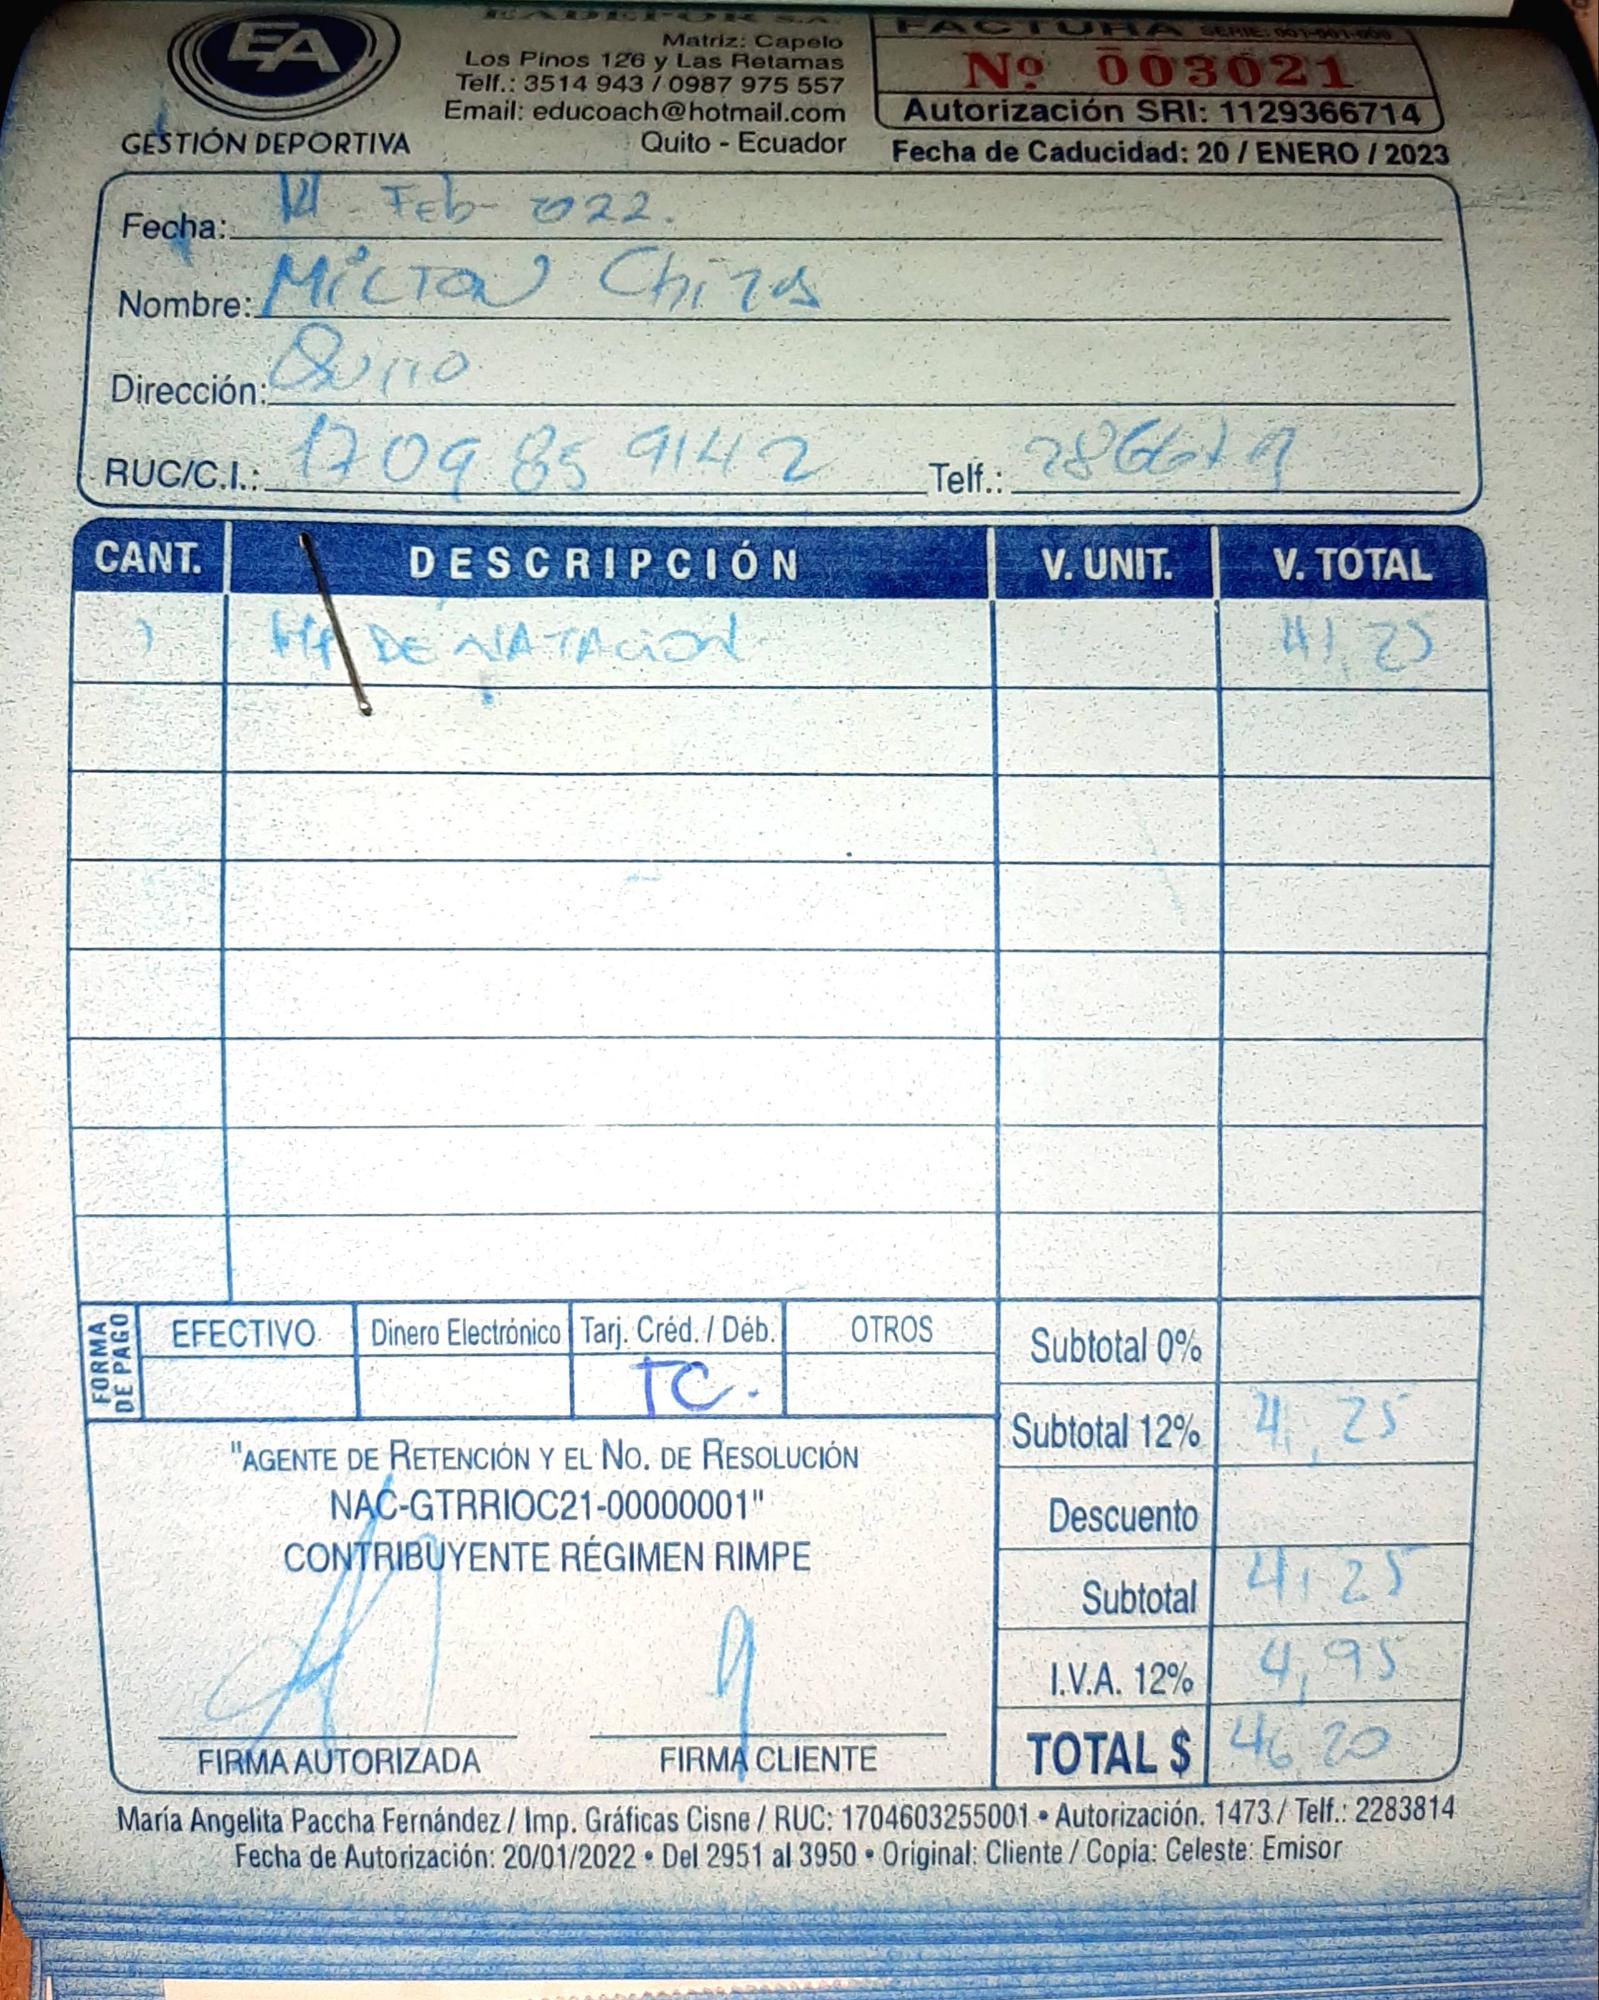 EA
GESTIÓN DEPORTIVA
EADEPOR S.A.
Matriz: Capelo
Los Pinos 126 y Las Retamas
Telf.: 3514 943 / 0987 975 557
Email: educoach@hotmail.com
Quito - Ecuador
FACTURA SERIE: 001-001-000
Nº 003021
Autorización SRI: 1129366714
Fecha de Caducidad: 20 / ENERO / 2023
Fecha: Feb - 2022.
Nombre: Milton
Dirección: Quito
RUC/C.I.: 1709859142 Telf.:
CANT. DESCRIPCIÓN V. UNIT. V. TOTAL
DE NATACION 41,25
FORMA DE PAGO
EFECTIVO Dinero Electrónico Tarj. Créd. / Déb. OTROS
TC.
Subtotal 0%
Subtotal 12% 41,25
Descuento
Subtotal 41,25
I.V.A. 12% 4,95
TOTAL $ 46,20
"AGENTE DE RETENCIÓN Y EL NO. DE RESOLUCIÓN
NAC-GTRRIOC21-00000001"
CONTRIBUYENTE RÉGIMEN RIMPE
FIRMA AUTORIZADA FIRMA CLIENTE
María Angelita Paccha Fernández / Imp. Gráficas Cisne / RUC: 1704603255001 • Autorización. 1473 / Telf.: 2283814
Fecha de Autorización: 20/01/2022 • Del 2951 al 3950 • Original: Cliente / Copia: Celeste: Emisor